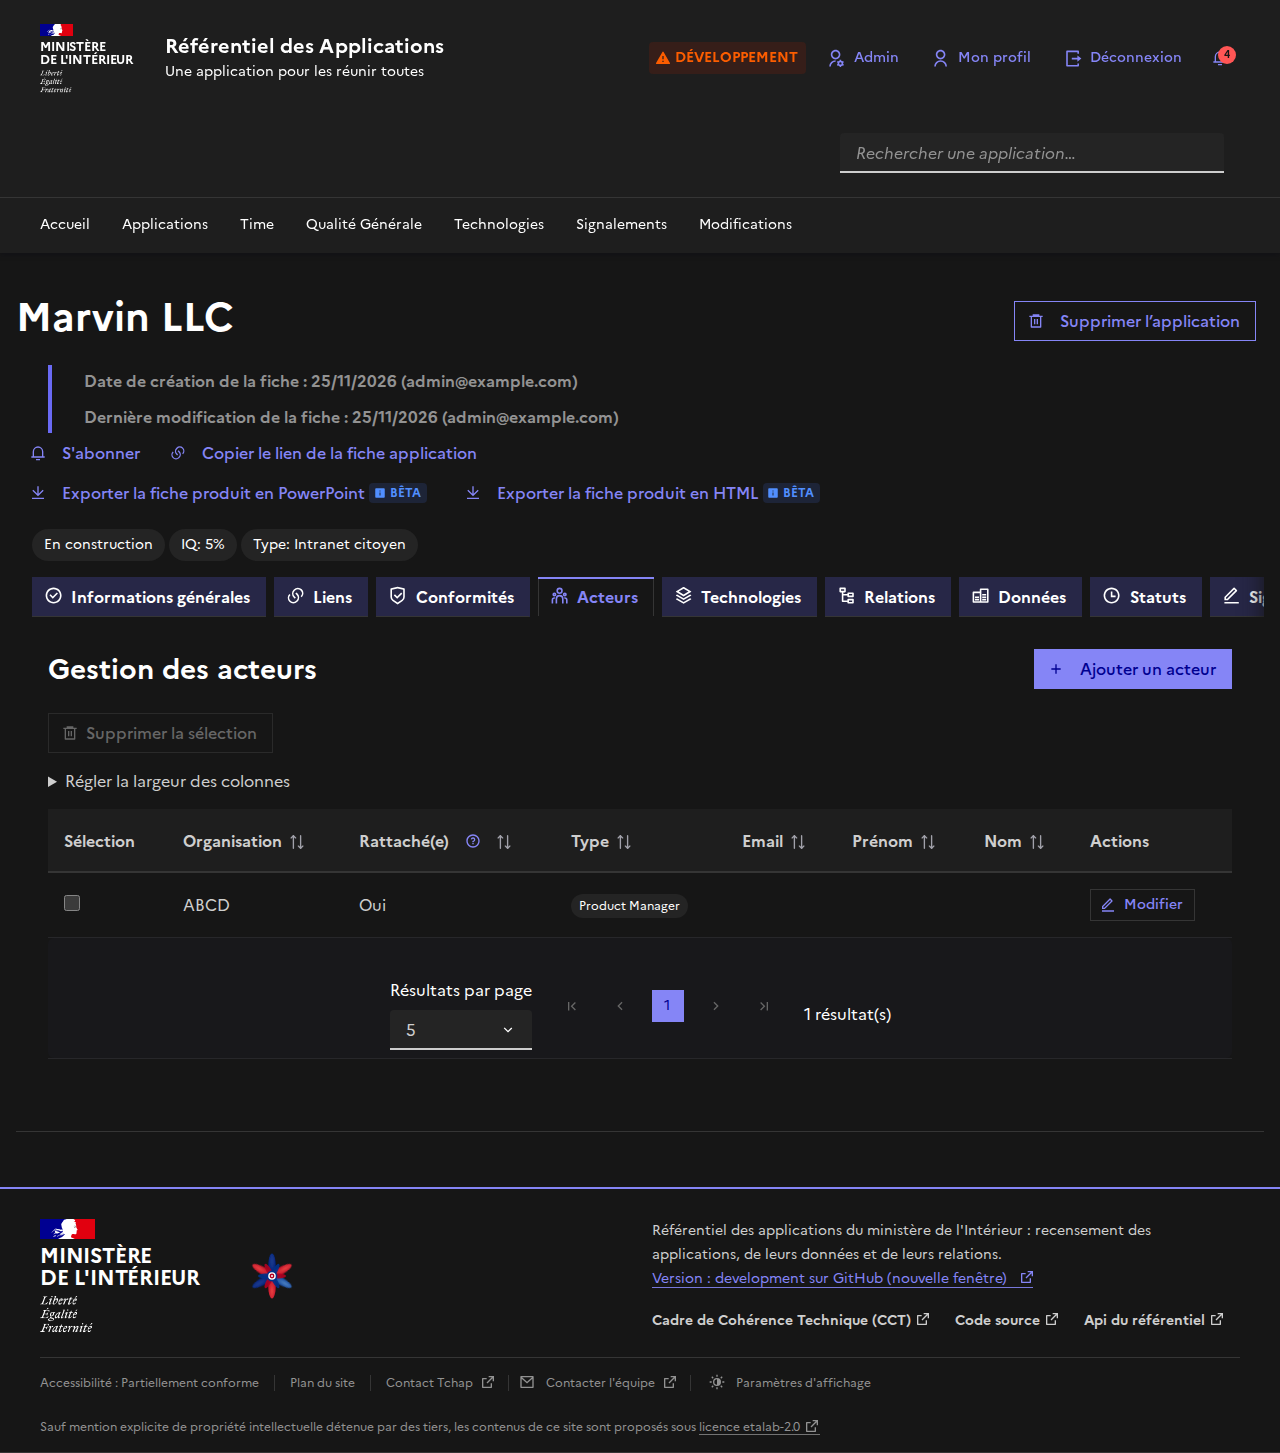 MINISTÈRE
DE L'INTÉRIEUR
Liberté
Égalité
Fraternité
Référentiel des Applications
Une application pour les réunir toutes
DÉVELOPPEMENT
Admin
Mon profil
Déconnexion
4
Rechercher une application…
Accueil
Applications
Time
Qualité Générale
Technologies
Signalements
Modifications
Marvin LLC
Supprimer l’application
Date de création de la fiche : 25/11/2026 (admin@example.com)
Dernière modification de la fiche : 25/11/2026 (admin@example.com)
S'abonner
Copier le lien de la fiche application
Exporter la fiche produit en PowerPoint BÊTA
Exporter la fiche produit en HTML BÊTA
En construction
IQ: 5%
Type: Intranet citoyen
Informations générales
Liens
Conformités
Acteurs
Technologies
Relations
Données
Statuts
Gestion des acteurs
Ajouter un acteur
Supprimer la sélection
Régler la largeur des colonnes
Sélection
Organisation
Rattaché(e)
Type
Email
Prénom
Nom
Actions
ABCD
Oui
Product Manager
Modifier
Résultats par page
5
1
1 résultat(s)
MINISTÈRE
DE L'INTÉRIEUR
Liberté
Égalité
Fraternité
Référentiel des applications du ministère de l'Intérieur : recensement des
applications, de leurs données et de leurs relations.
Version : development sur GitHub (nouvelle fenêtre)
Cadre de Cohérence Technique (CCT)
Code source
Api du référentiel
Accessibilité : Partiellement conforme
Plan du site
Contact Tchap
Contacter l'équipe
Paramètres d'affichage
Sauf mention explicite de propriété intellectuelle détenue par des tiers, les contenus de ce site sont proposés sous licence etalab-2.0